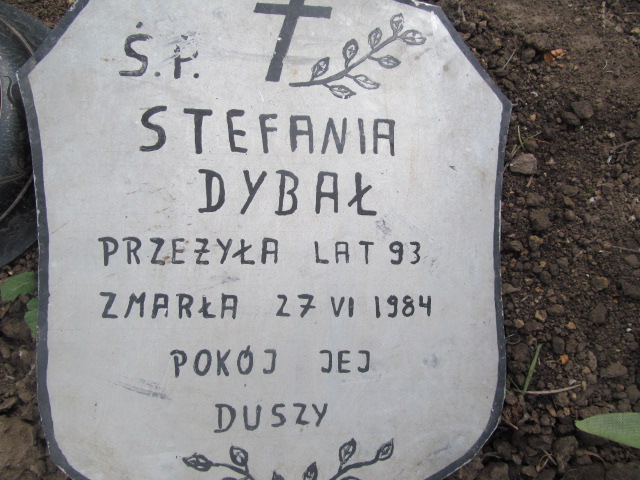 Ś.P.
STEFANIA
DYBAŁ
PRZEŻYŁA LAT 93
ZMARŁA 27 VI 1984
POKÓJ JEJ
DUSZY